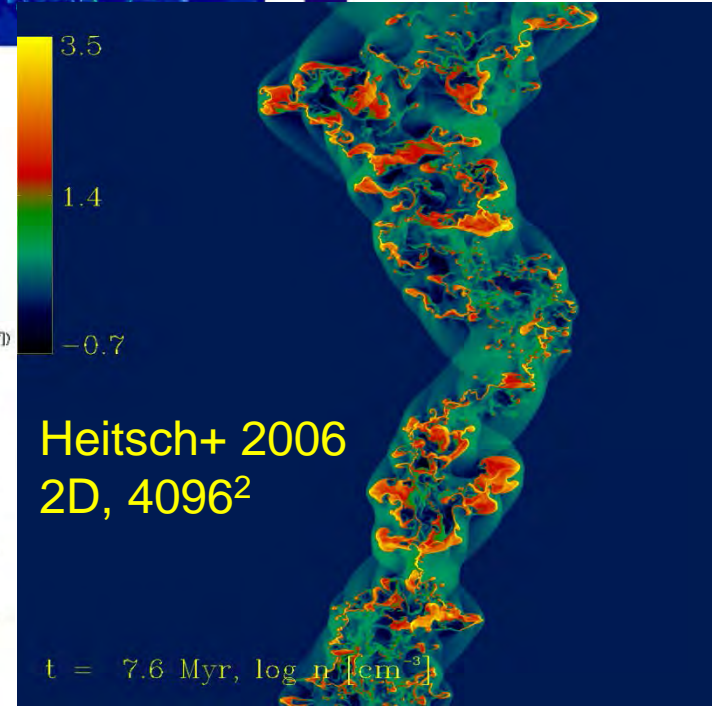 3.5
1.4
−0.7
Heitsch+ 2006
2D, 4096²
t = 7.6 Myr, log n [cm⁻³]